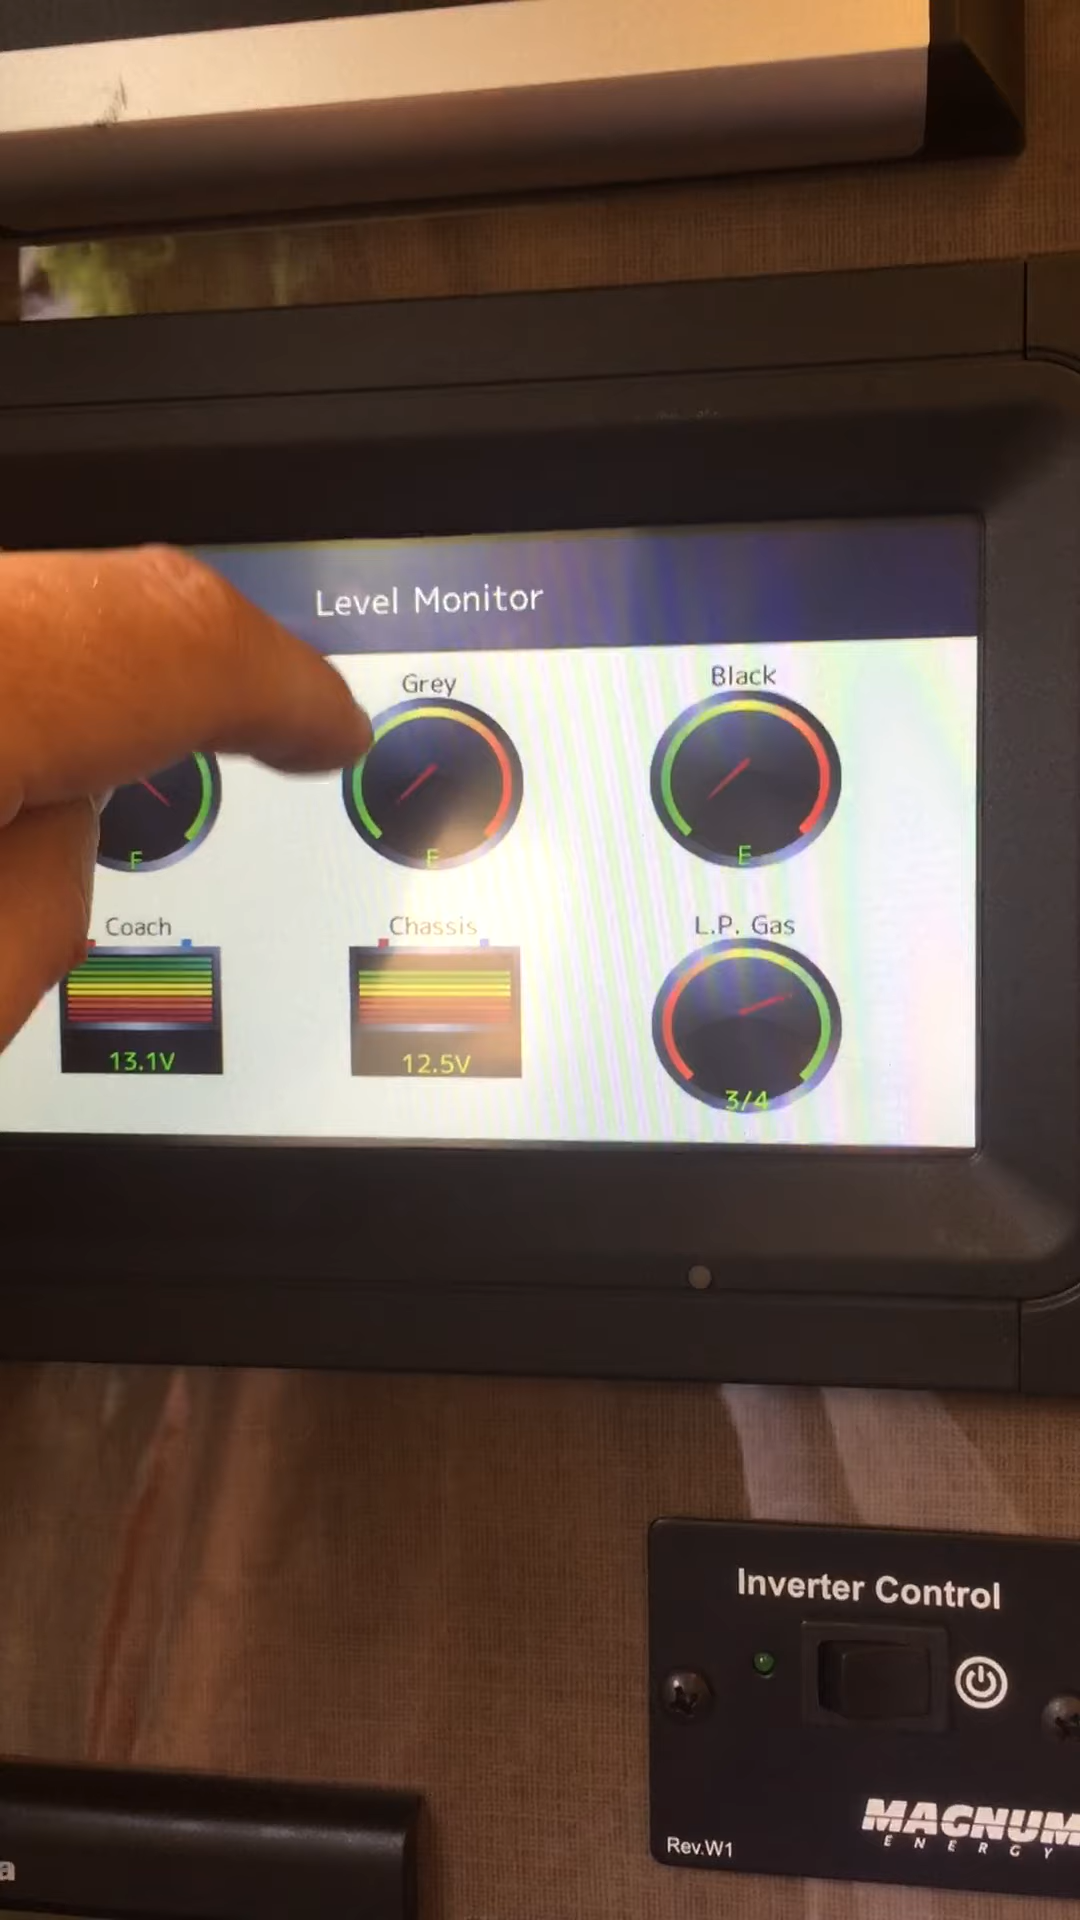 Level Monitor
Grey
Black
F
E
E
Coach
Chassis
L.P. Gas
13.1V
12.5V
3/4
Inverter Control
MAGNUM
ENERGY
Rev.W1
a